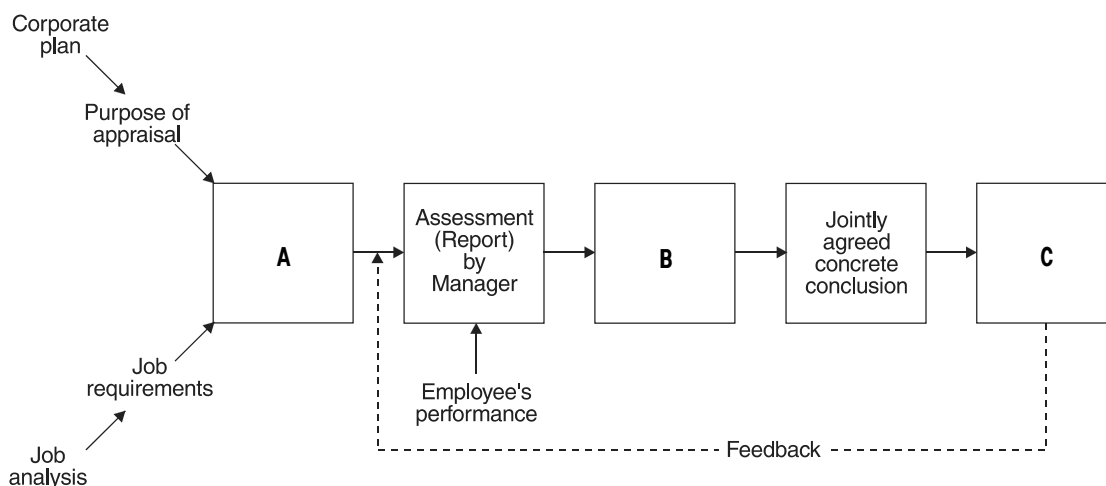 Corporate
plan
Purpose of
appraisal
A
Assessment
(Report)
by
Manager
B
Jointly
agreed
concrete
conclusion
C
Job
requirements
Employee's
performance
Job
analysis
Feedback